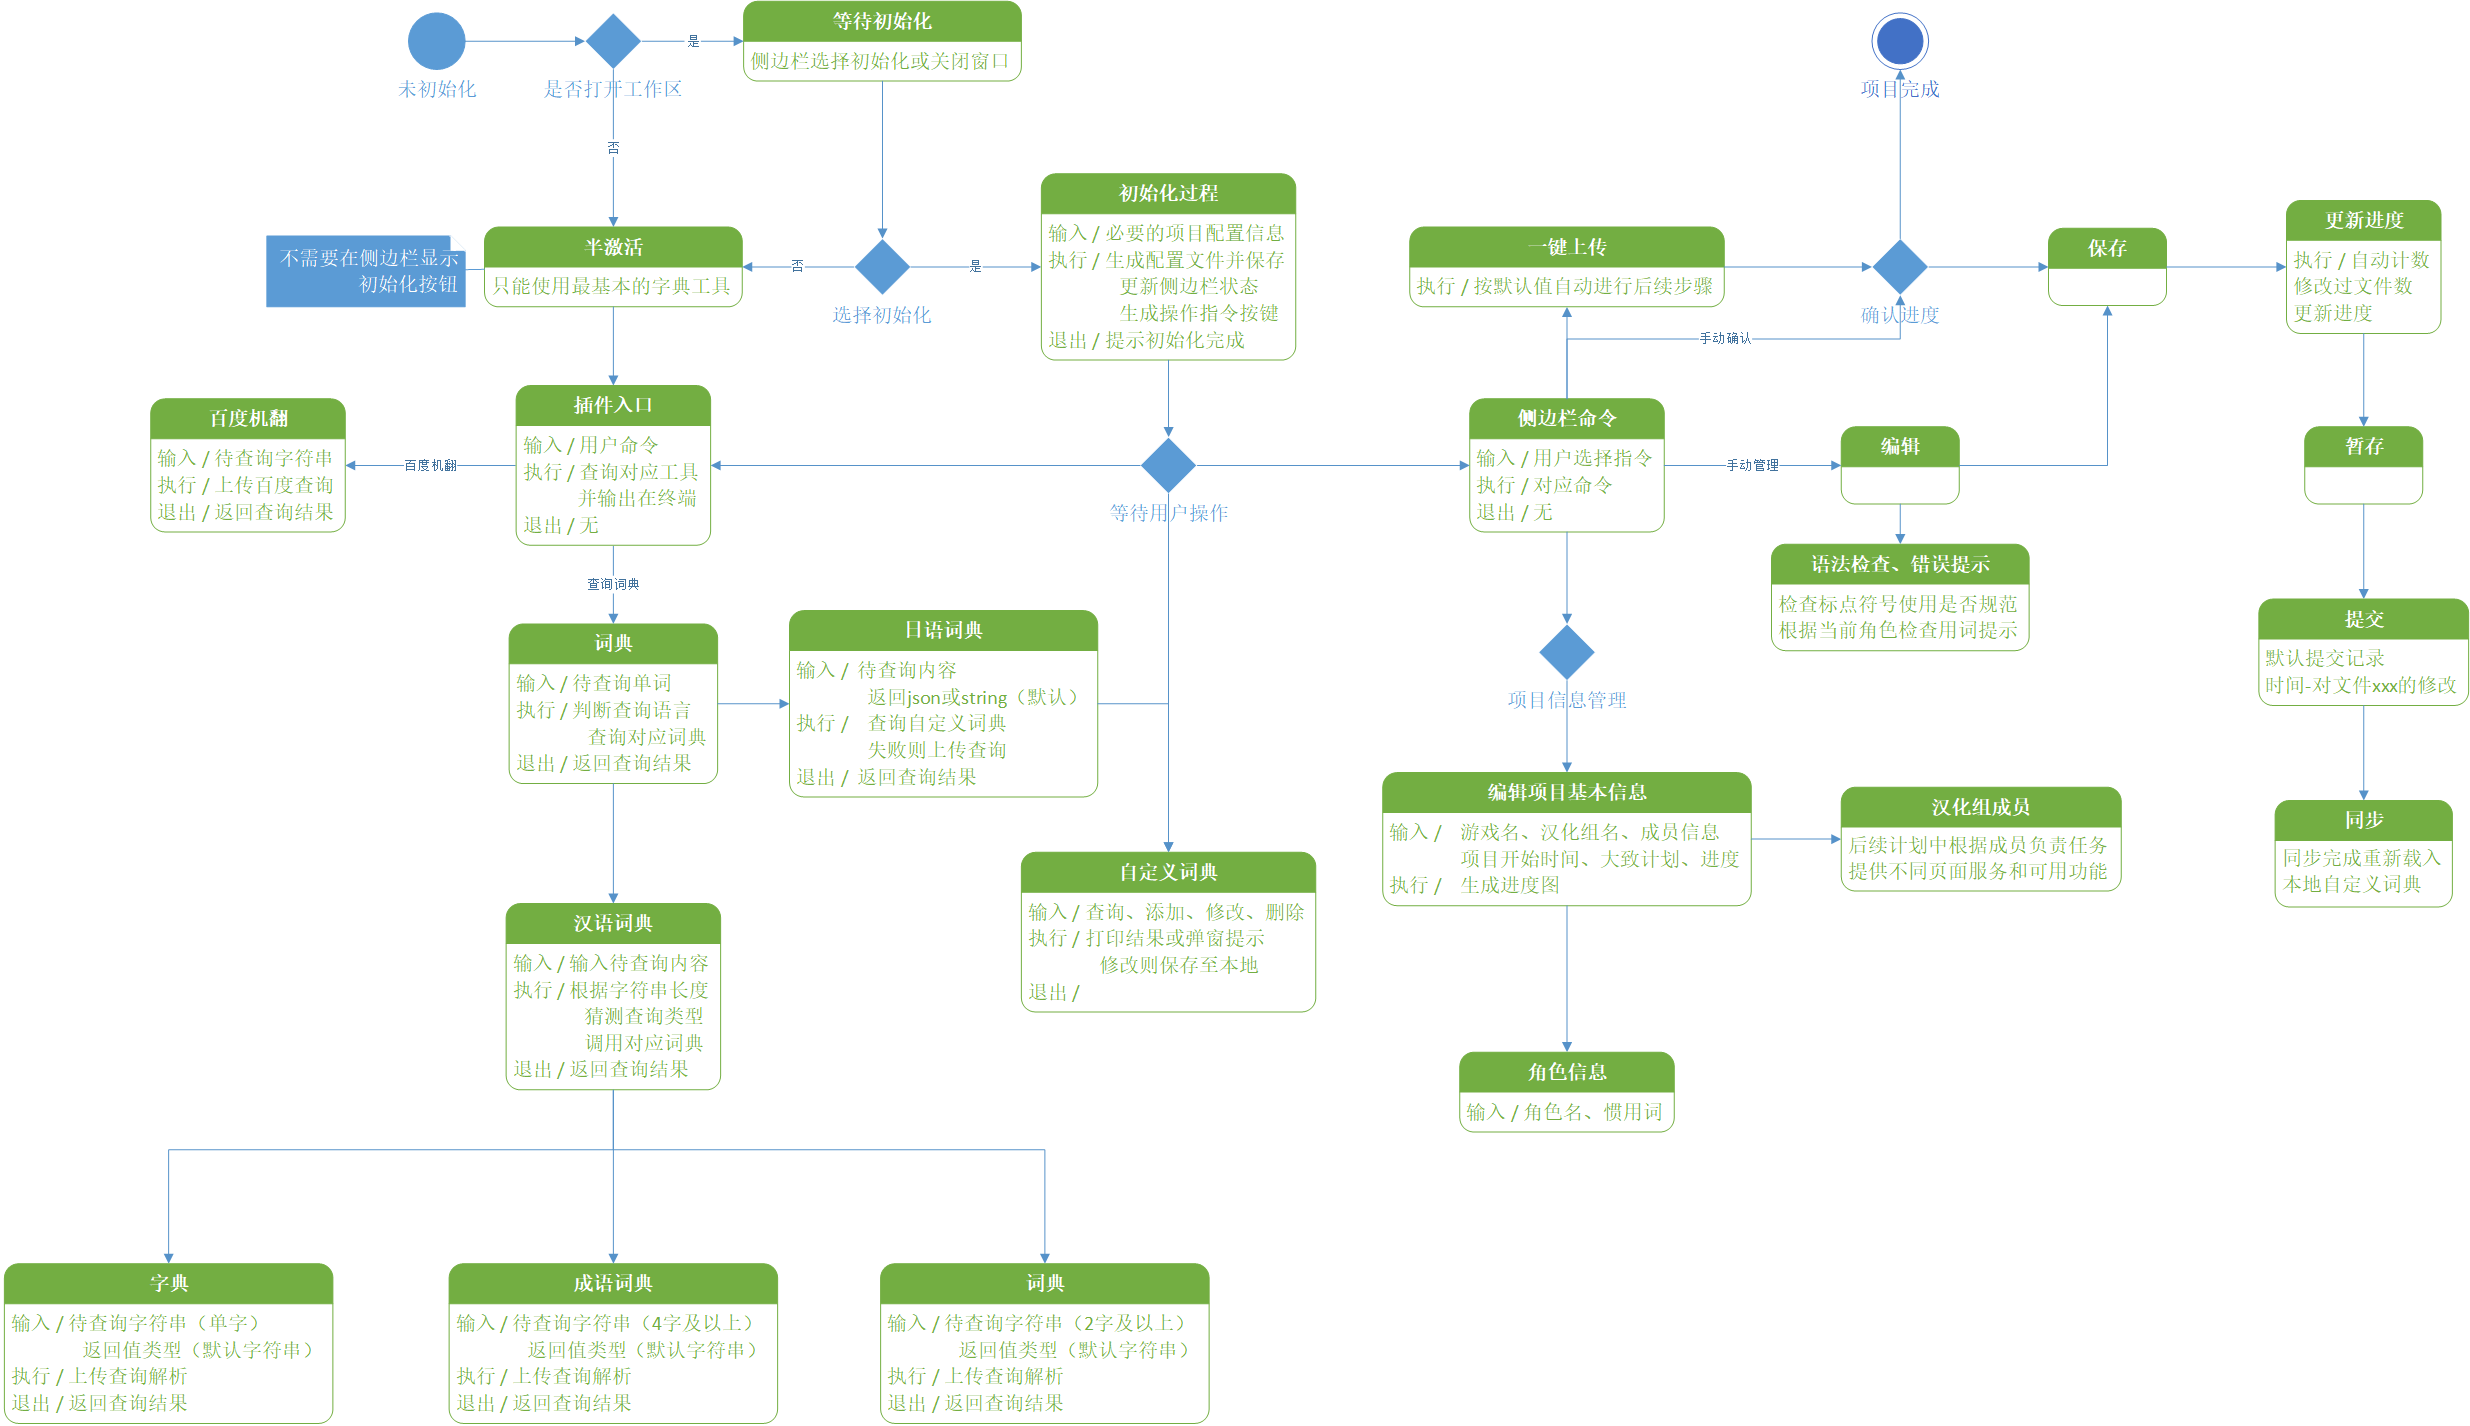 未初始化
是否打开工作区
是
等待初始化
侧边栏选择初始化或关闭窗口
否
不需要在侧边栏显示
初始化按钮
半激活
只能使用最基本的字典工具
否
选择初始化
是
初始化过程
输入 / 必要的项目配置信息
执行 / 生成配置文件并保存
更新侧边栏状态
生成操作指令按键
退出 / 提示初始化完成
百度机翻
输入 / 待查询字符串
执行 / 上传百度查询
退出 / 返回查询结果
百度机翻
插件入口
输入 / 用户命令
执行 / 查询对应工具
并输出在终端
退出 / 无
等待用户操作
查询词典
词典
输入 / 待查询单词
执行 / 判断查询语言
查询对应词典
退出 / 返回查询结果
日语词典
输入 / 待查询内容
返回json或string（默认）
执行 / 查询自定义词典
失败则上传查询
退出 / 返回查询结果
自定义词典
输入 / 查询、添加、修改、删除
执行 / 打印结果或弹窗提示
修改则保存至本地
退出 /
汉语词典
输入 / 输入待查询内容
执行 / 根据字符串长度
猜测查询类型
调用对应词典
退出 / 返回查询结果
字典
输入 / 待查询字符串（单字）
返回值类型（默认字符串）
执行 / 上传查询解析
退出 / 返回查询结果
成语词典
输入 / 待查询字符串（4字及以上）
返回值类型（默认字符串）
执行 / 上传查询解析
退出 / 返回查询结果
词典
输入 / 待查询字符串（2字及以上）
返回值类型（默认字符串）
执行 / 上传查询解析
退出 / 返回查询结果
项目完成
一键上传
执行 / 按默认值自动进行后续步骤
确认进度
手动确认
保存
更新进度
执行 / 自动计数
修改过文件数
更新进度
侧边栏命令
输入 / 用户选择指令
执行 / 对应命令
退出 / 无
手动管理
编辑
暂存
语法检查、错误提示
检查标点符号使用是否规范
根据当前角色检查用词提示
提交
默认提交记录
时间-对文件xxx的修改
项目信息管理
编辑项目基本信息
输入 / 游戏名、汉化组名、成员信息
项目开始时间、大致计划、进度
执行 / 生成进度图
汉化组成员
后续计划中根据成员负责任务
提供不同页面服务和可用功能
同步
同步完成重新载入
本地自定义词典
角色信息
输入 / 角色名、惯用词